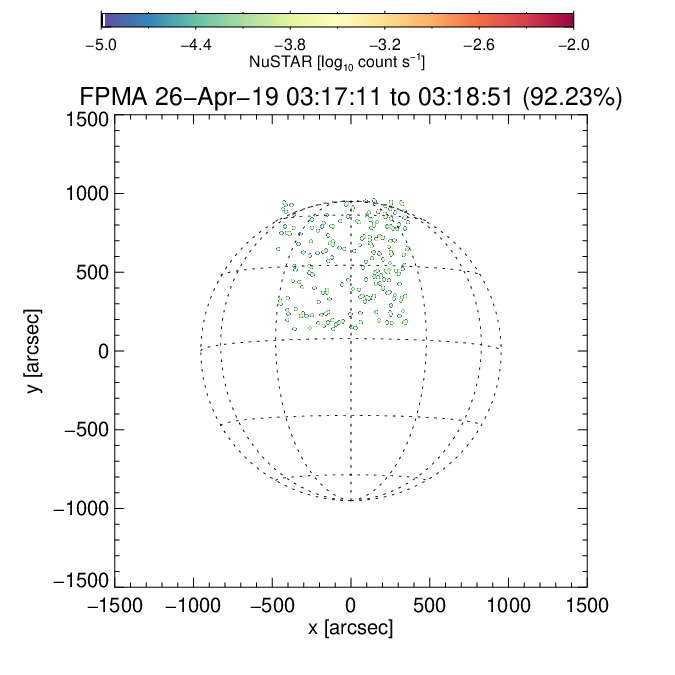 −5.0 −4.4 −3.8 −3.2 −2.6 −2.0
NuSTAR [log₁₀ count s⁻¹]
FPMA 26−Apr−19 03:17:11 to 03:18:51 (92.23%)
1500
1000
500
0
−500
−1000
−1500
y [arcsec]
−1500 −1000 −500 0 500 1000 1500
x [arcsec]